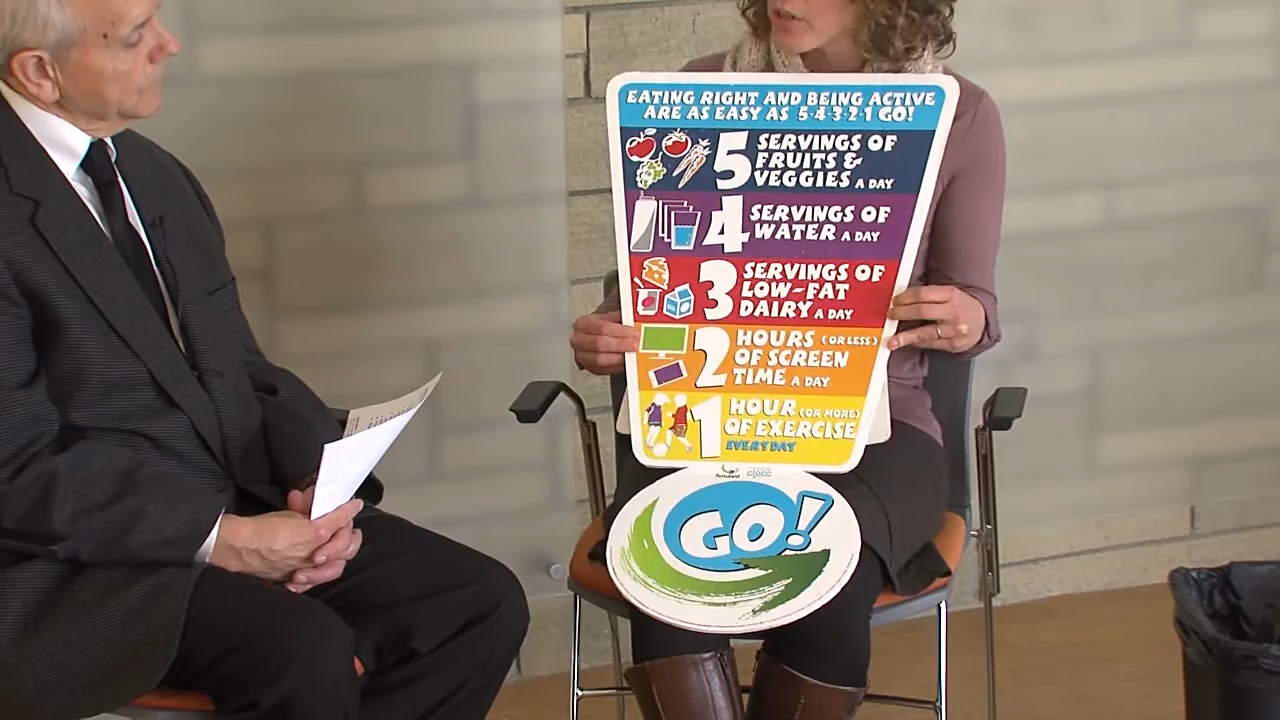 EATING RIGHT AND BEING ACTIVE
ARE AS EASY AS 5-4-3-2-1 GO!
5 SERVINGS OF
FRUITS &
VEGGIES A DAY
4 SERVINGS OF
WATER A DAY
3 SERVINGS OF
LOW-FAT
DAIRY A DAY
2 HOURS (OR LESS)
OF SCREEN
TIME A DAY
1 HOUR (OR MORE)
OF EXERCISE
EVERY DAY
clocc
GO!